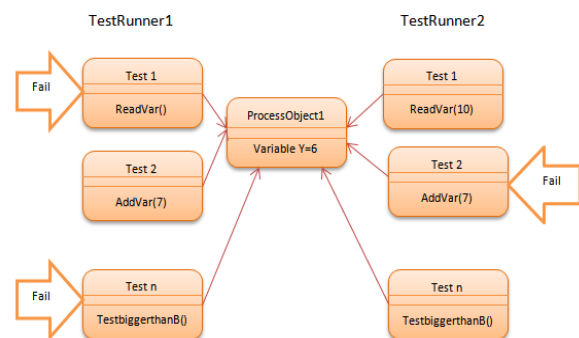 TestRunner1
TestRunner2
Fail
Test 1
ReadVar()
Test 2
AddVar(7)
Fail
Test n
TestbiggerthanB()
ProcessObject1
Variable Y=6
Test 1
ReadVar(10)
Test 2
AddVar(7)
Fail
Test n
TestbiggerthanB()